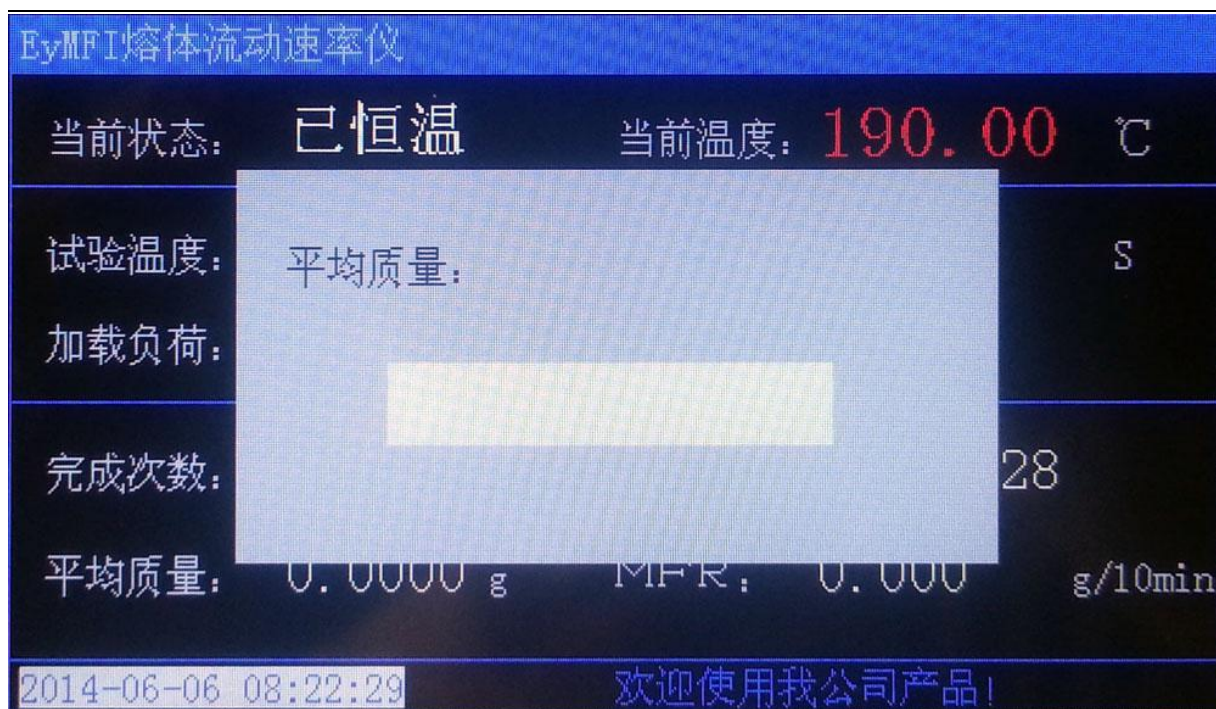 EyMFI熔体流动速率仪
当前状态： 已恒温 当前温度：190.00 ℃
试验温度： S
平均质量：
加载负荷：
完成次数： 28
平均质量： 0.0000 g MFR： 0.000 g/10min
2014-06-06 08:22:29 欢迎使用我公司产品!